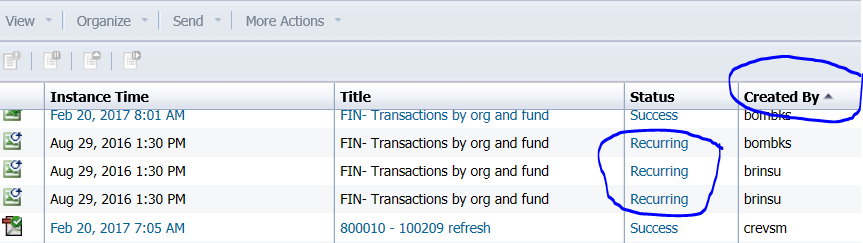 View Organize Send More Actions
Instance Time Title Status Created By
Feb 20, 2017 8:01 AM FIN- Transactions by org and fund Success bombks
Aug 29, 2016 1:30 PM FIN- Transactions by org and fund Recurring bombks
Aug 29, 2016 1:30 PM FIN- Transactions by org and fund Recurring brinsu
Aug 29, 2016 1:30 PM FIN- Transactions by org and fund Recurring brinsu
Feb 20, 2017 7:05 AM 800010 - 100209 refresh Success crevsm